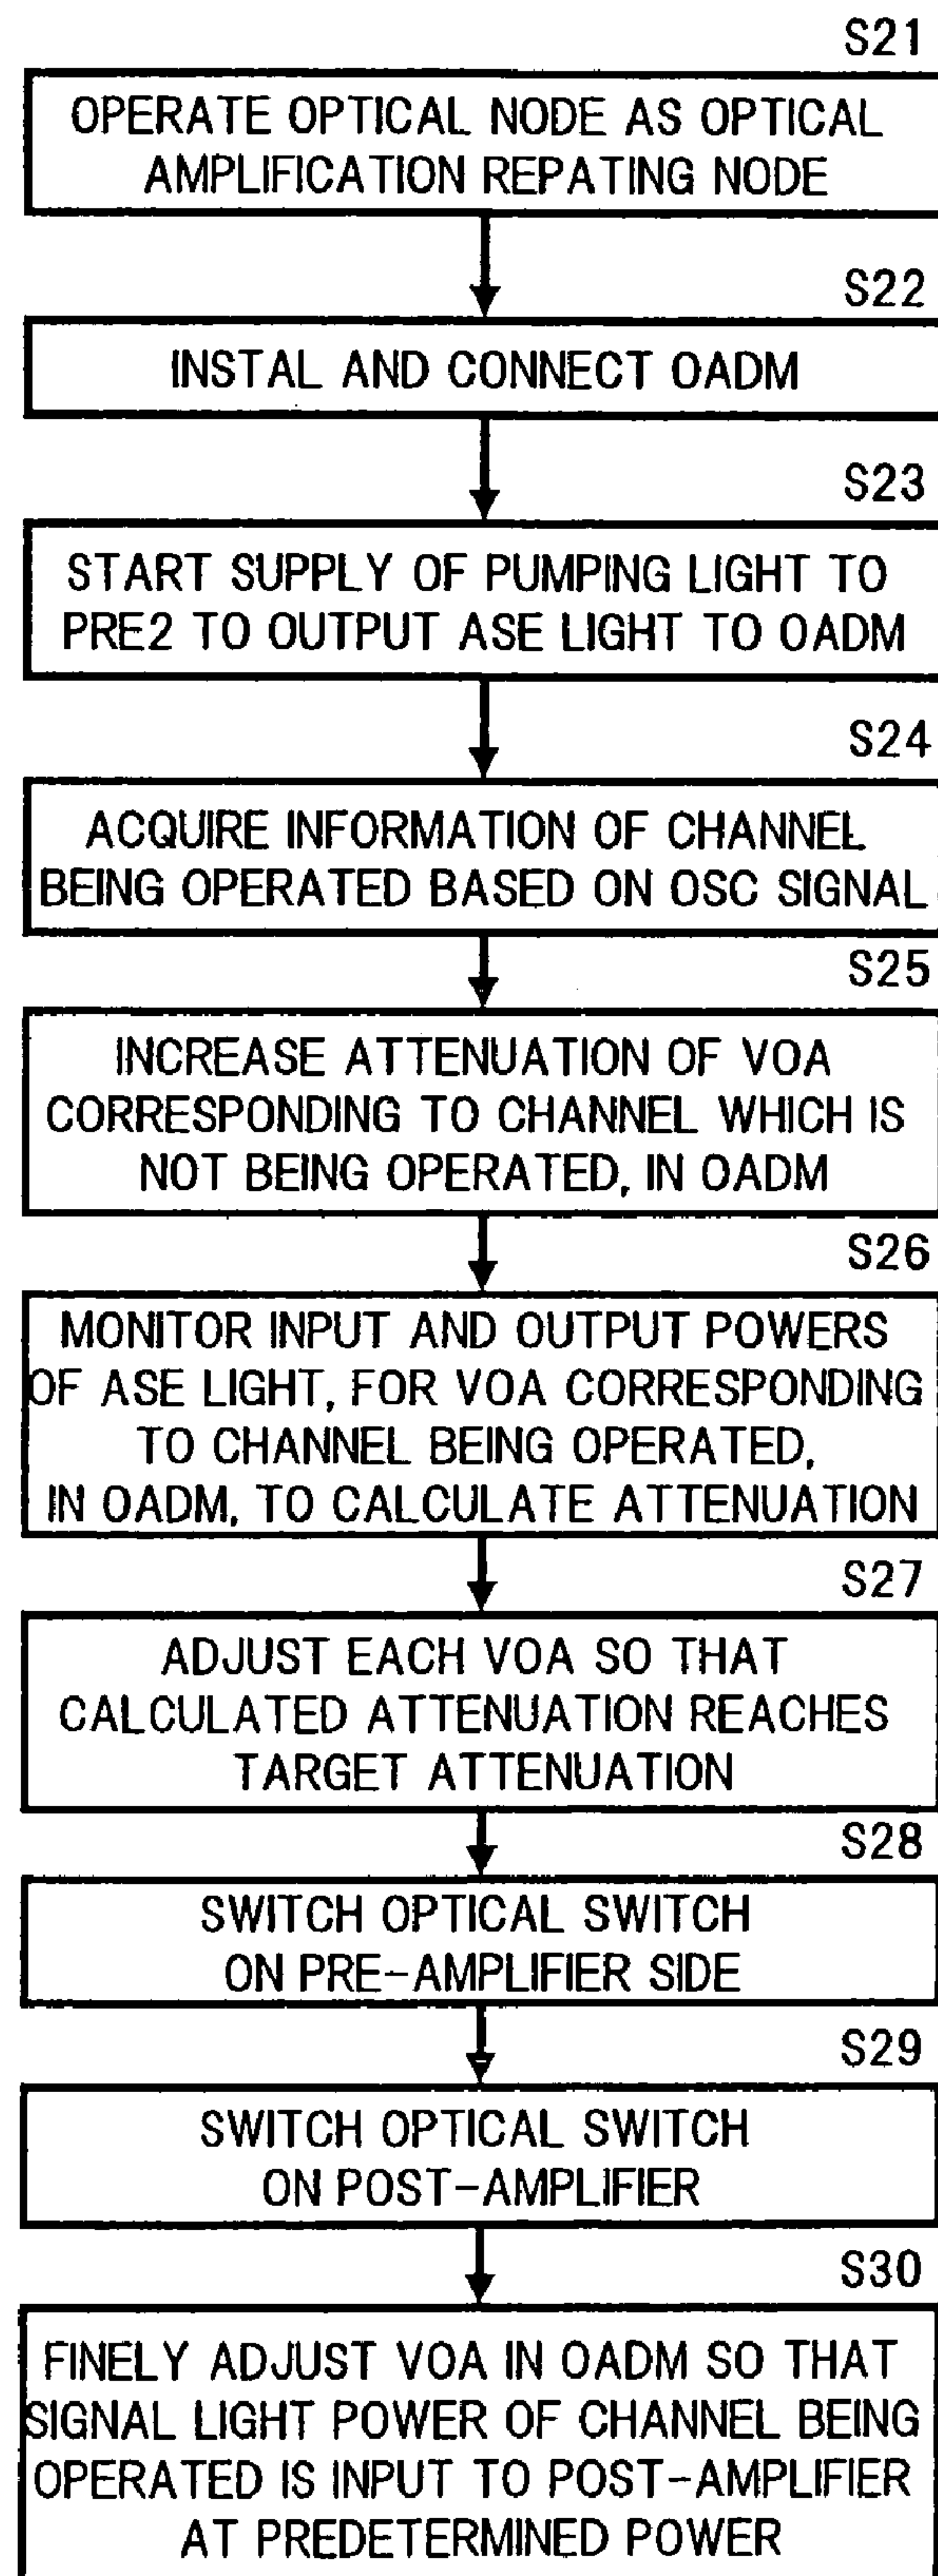 S21
OPERATE OPTICAL NODE AS OPTICAL
AMPLIFICATION REPATING NODE
S22
INSTAL AND CONNECT OADM
S23
START SUPPLY OF PUMPING LIGHT TO
PRE2 TO OUTPUT ASE LIGHT TO OADM
S24
ACQUIRE INFORMATION OF CHANNEL
BEING OPERATED BASED ON OSC SIGNAL
S25
INCREASE ATTENUATION OF VOA
CORRESPONDING TO CHANNEL WHICH IS
NOT BEING OPERATED, IN OADM
S26
MONITOR INPUT AND OUTPUT POWERS
OF ASE LIGHT, FOR VOA CORRESPONDING
TO CHANNEL BEING OPERATED,
IN OADM, TO CALCULATE ATTENUATION
S27
ADJUST EACH VOA SO THAT
CALCULATED ATTENUATION REACHES
TARGET ATTENUATION
S28
SWITCH OPTICAL SWITCH
ON PRE-AMPLIFIER SIDE
S29
SWITCH OPTICAL SWITCH
ON POST-AMPLIFIER
S30
FINELY ADJUST VOA IN OADM SO THAT
SIGNAL LIGHT POWER OF CHANNEL BEING
OPERATED IS INPUT TO POST-AMPLIFIER
AT PREDETERMINED POWER